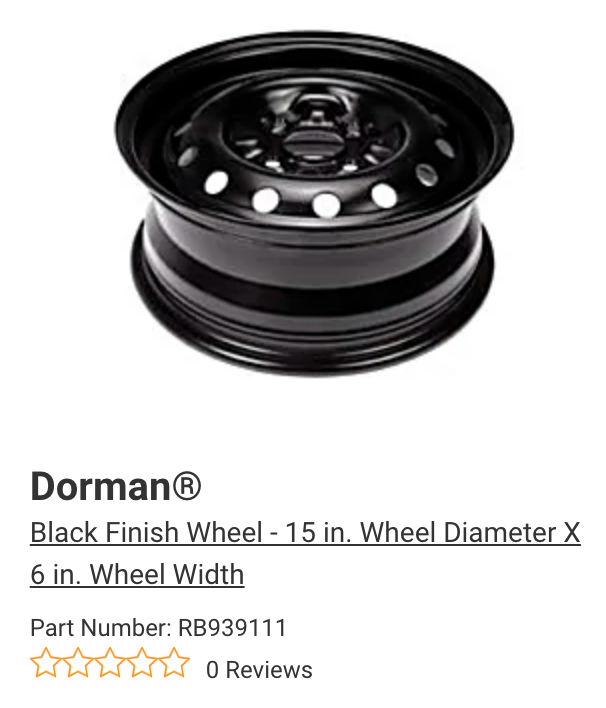 Dorman®
Black Finish Wheel - 15 in. Wheel Diameter X
6 in. Wheel Width
Part Number: RB939111
0 Reviews